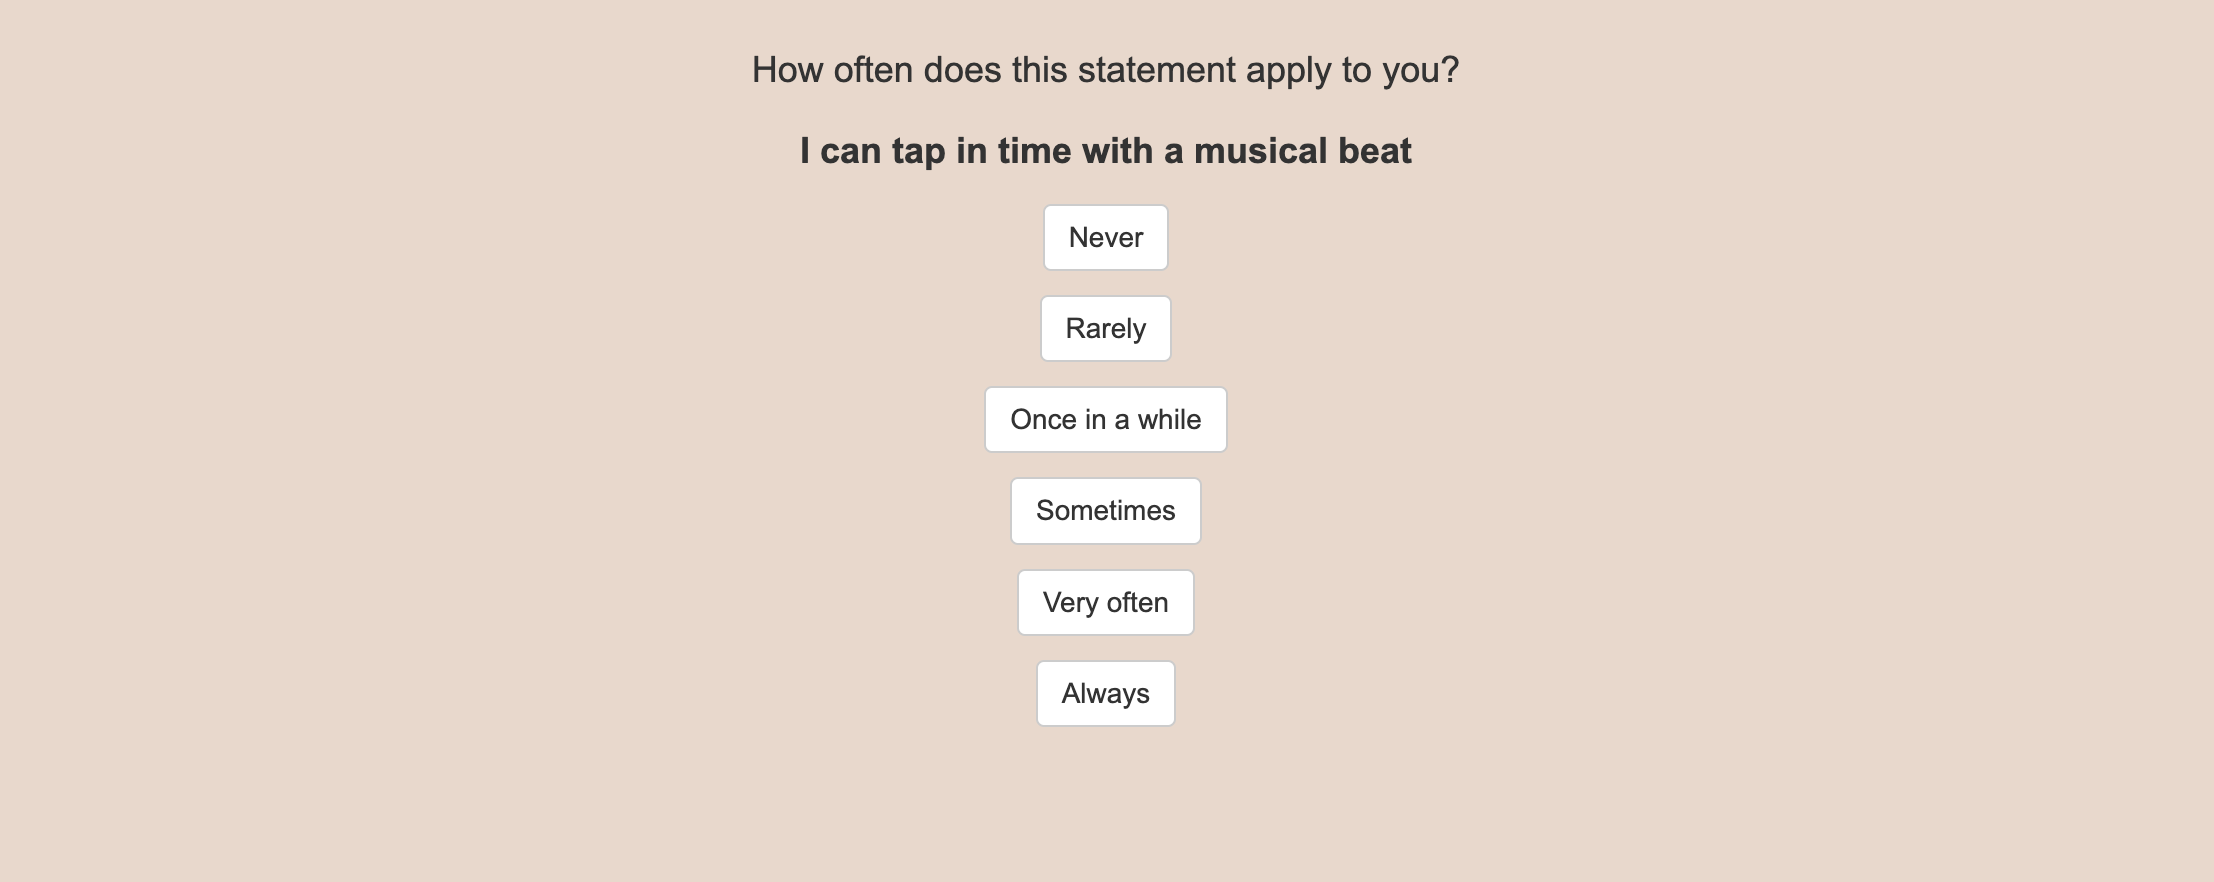 How often does this statement apply to you?
I can tap in time with a musical beat
Never
Rarely
Once in a while
Sometimes
Very often
Always